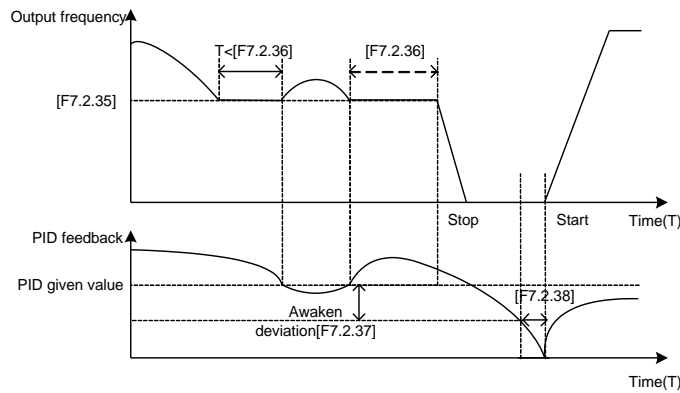 Output frequency
T<[F7.2.36]
[F7.2.36]
[F7.2.35]
Stop
Start
Time(T)
PID feedback
PID given value
[F7.2.38]
Awaken
deviation[F7.2.37]
Time(T)